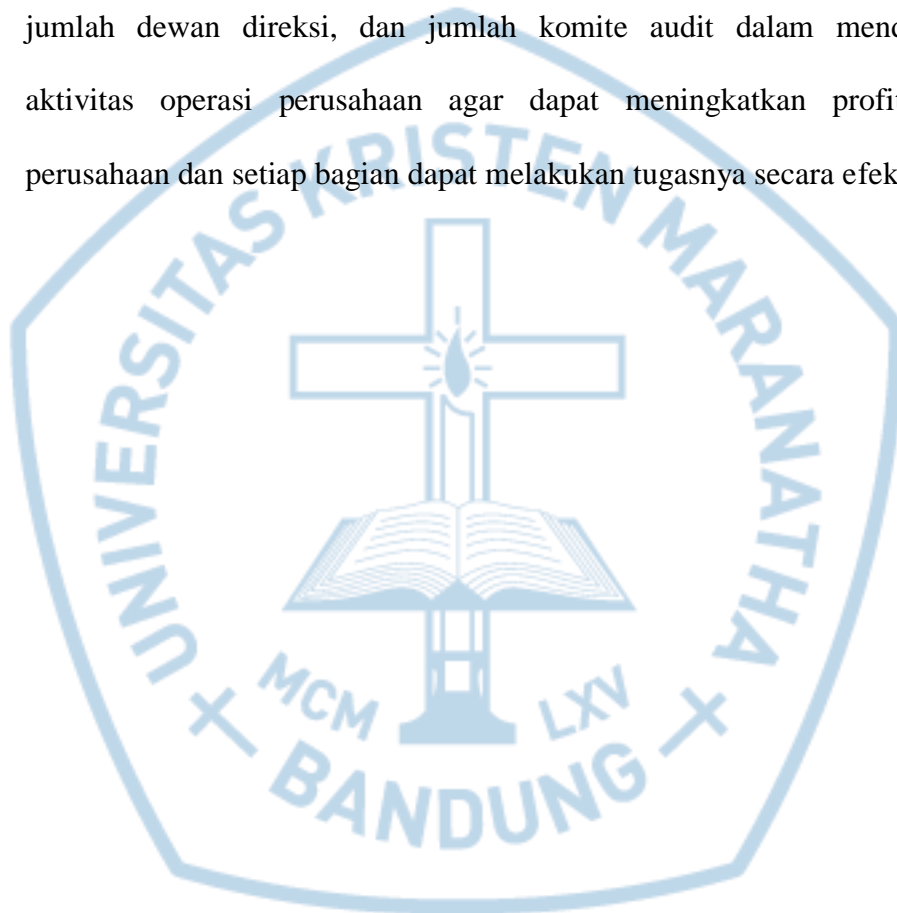 jumlah dewan direksi, dan jumlah komite audit dalam
aktivitas operasi perusahaan agar dapat meningkatkan
perusahaan dan setiap bagian dapat melakukan tugasnya secara
UNIVERSITAS KRISTEN MARANATHA
MCM LXV
BANDUNG